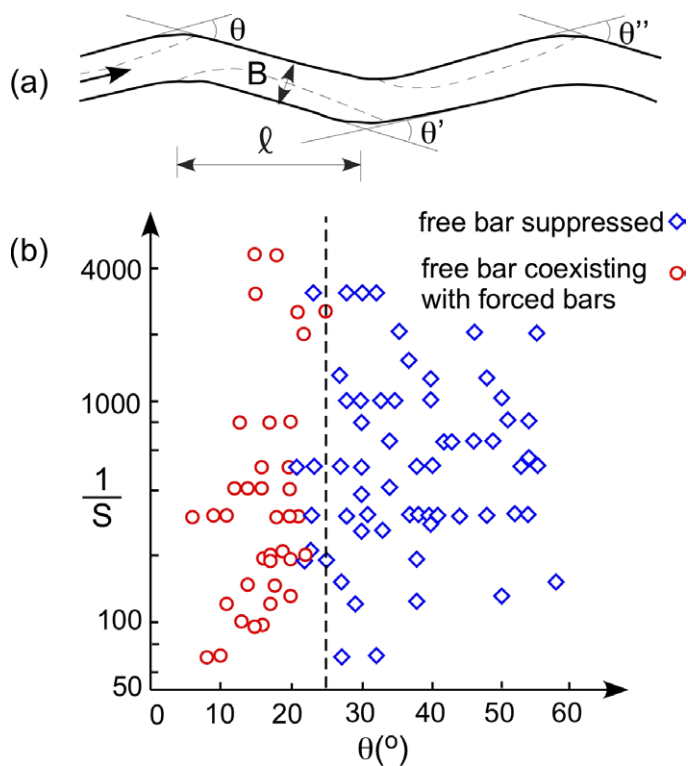 (a)
θ
B
ℓ
θ'
θ"
(b)
free bar suppressed
free bar coexisting
with forced bars
4000
1000
1
S
100
50
0 10 20 30 40 50 60
θ(º)